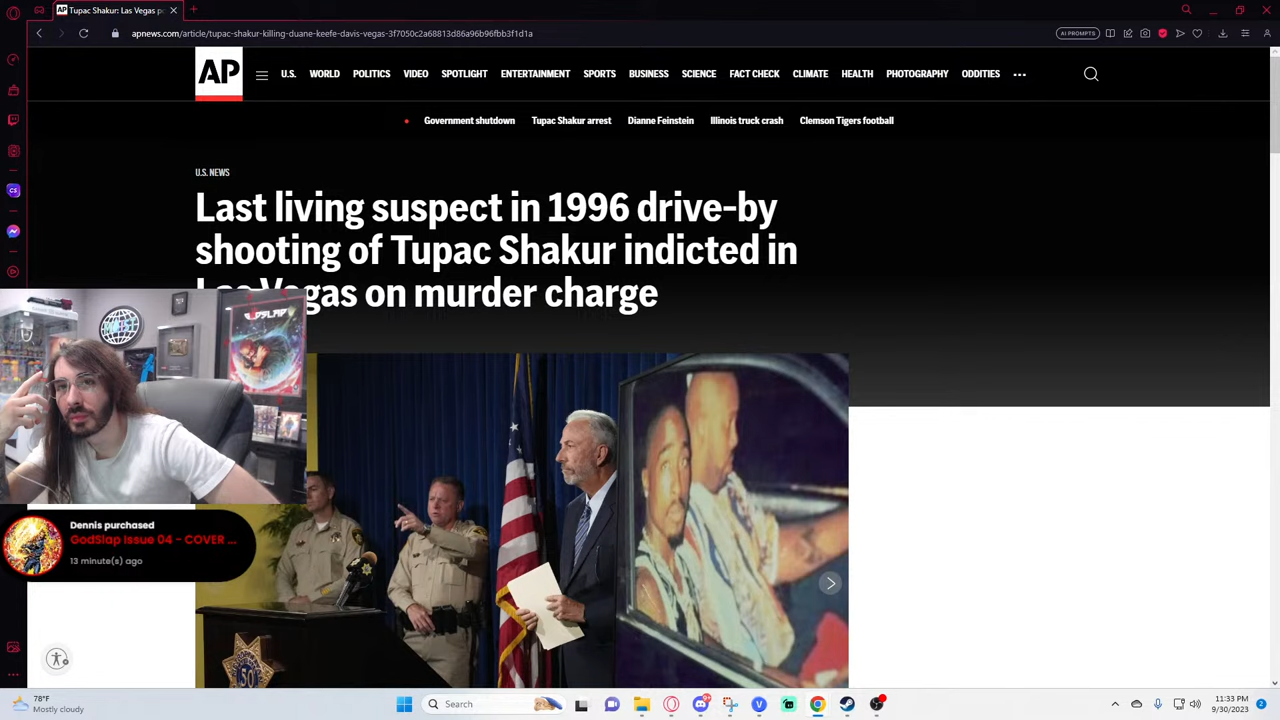 Tupac Shakur: Las Vegas po
apnews.com/article/tupac-shakur-killing-duane-keefe-davis-vegas-3f7050c2a68813d86a96b96fbb3f1d1a
AI PROMPTS
AP
U.S. WORLD POLITICS VIDEO SPOTLIGHT ENTERTAINMENT SPORTS BUSINESS SCIENCE FACT CHECK CLIMATE HEALTH PHOTOGRAPHY ODDITIES
Government shutdown Tupac Shakur arrest Dianne Feinstein Illinois truck crash Clemson Tigers football
U.S. NEWS
Last living suspect in 1996 drive-by
shooting of Tupac Shakur indicted in
Las Vegas on murder charge
GODSLAP
Dennis purchased
GodSlap Issue 04 - COVER ...
13 minute(s) ago
50
78°F
Mostly cloudy
Search
11:33 PM
9/30/2023